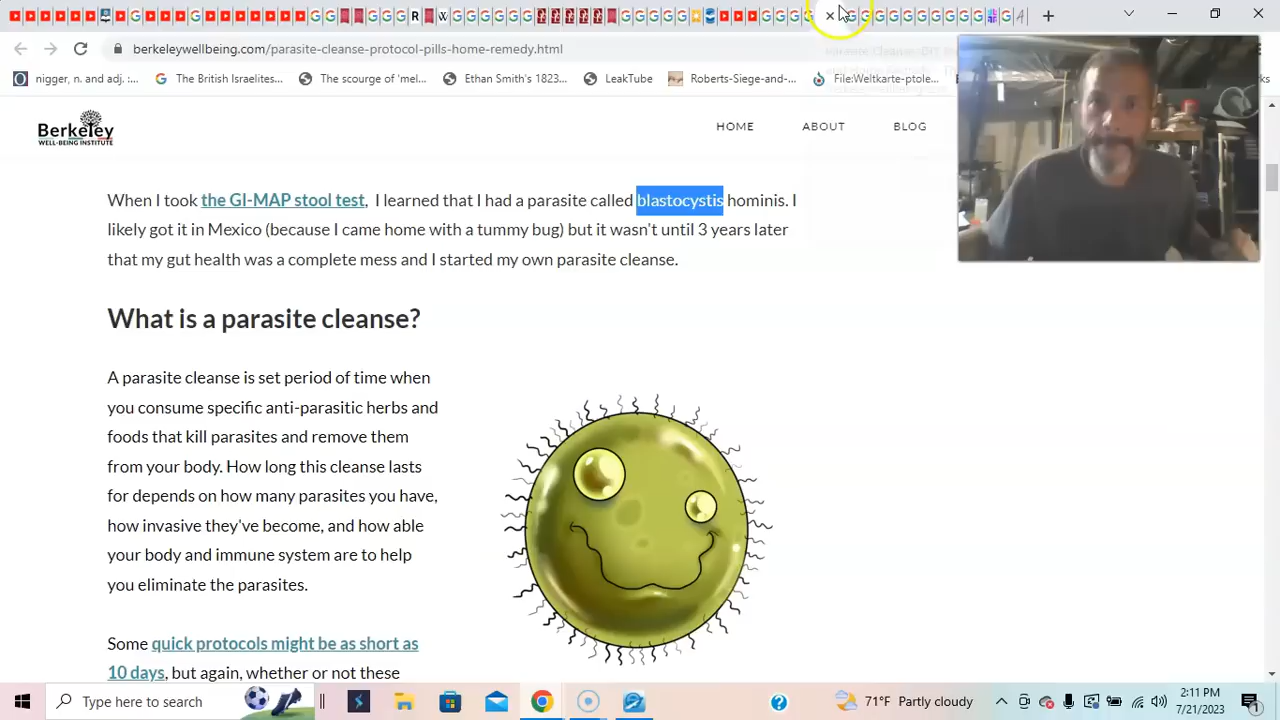 berkeleywellbeing.com/parasite-cleanse-protocol-pills-home-remedy.html
nigger, n. and adj. :... The British Israelites... The scourge of 'mel... Ethan Smith's 1823... LeakTube Roberts-Siege-and-... File:Weltkarte-ptole...
Berkeley
WELL-BEING INSTITUTE
HOME ABOUT BLOG
When I took the GI-MAP stool test, I learned that I had a parasite called blastocystis hominis. I
likely got it in Mexico (because I came home with a tummy bug) but it wasn't until 3 years later
that my gut health was a complete mess and I started my own parasite cleanse.
What is a parasite cleanse?
A parasite cleanse is set period of time when
you consume specific anti-parasitic herbs and
foods that kill parasites and remove them
from your body. How long this cleanse lasts
for depends on how many parasites you have,
how invasive they've become, and how able
your body and immune system are to help
you eliminate the parasites.
Some quick protocols might be as short as
10 days, but again, whether or not these
Type here to search
71°F Partly cloudy
2:11 PM
7/21/2023